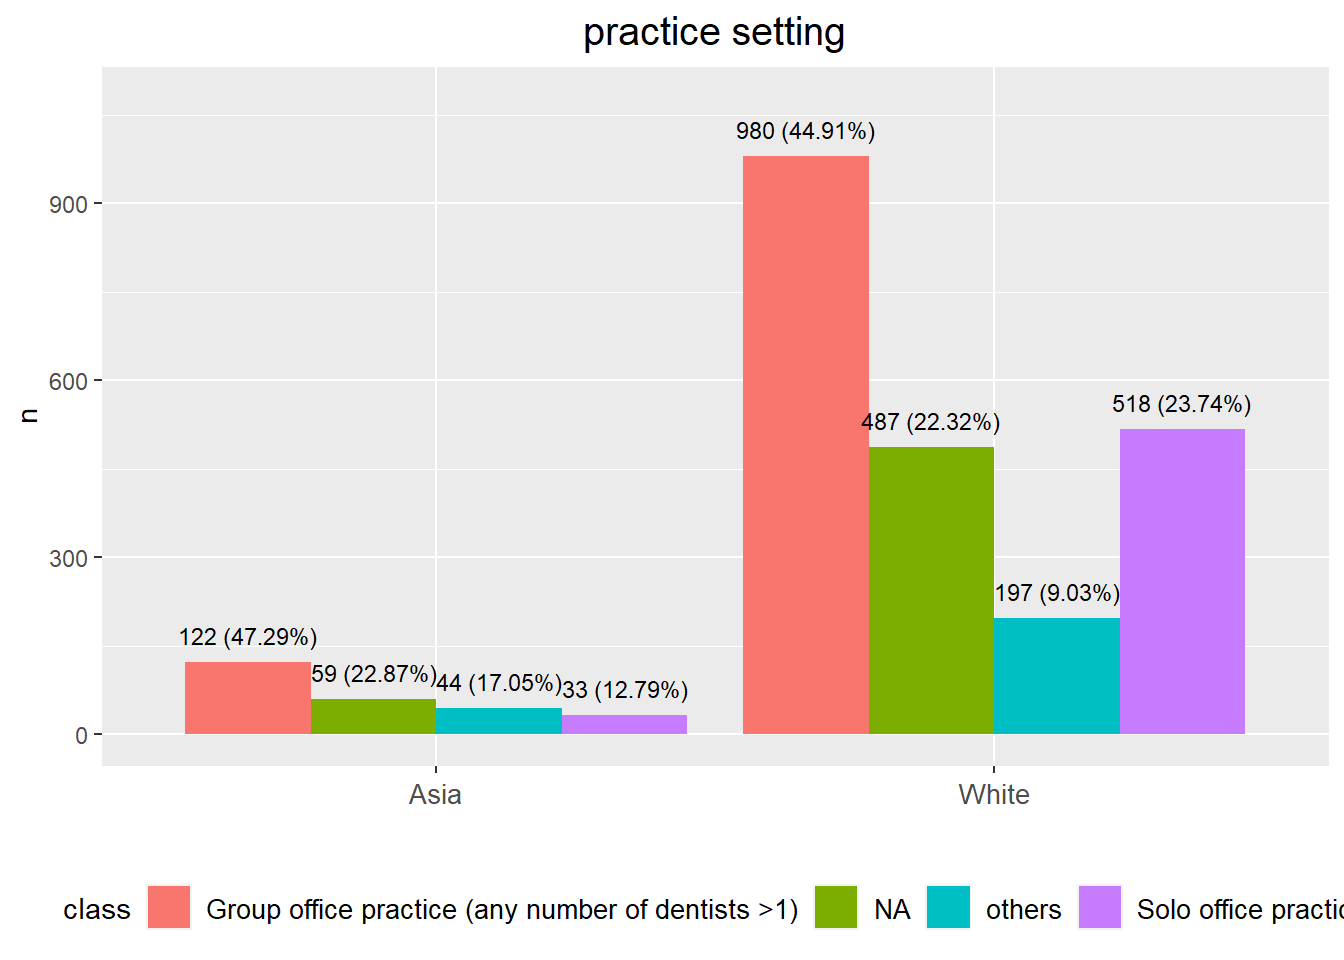 practice setting
980 (44.91%)
900
600
518 (23.74%)
487 (22.32%)
n
300
197 (9.03%)
122 (47.29%)
59 (22.87%)
44 (17.05%)
33 (12.79%)
0
Asia
White
class
Group office practice (any number of dentists >1)
NA
others
Solo office